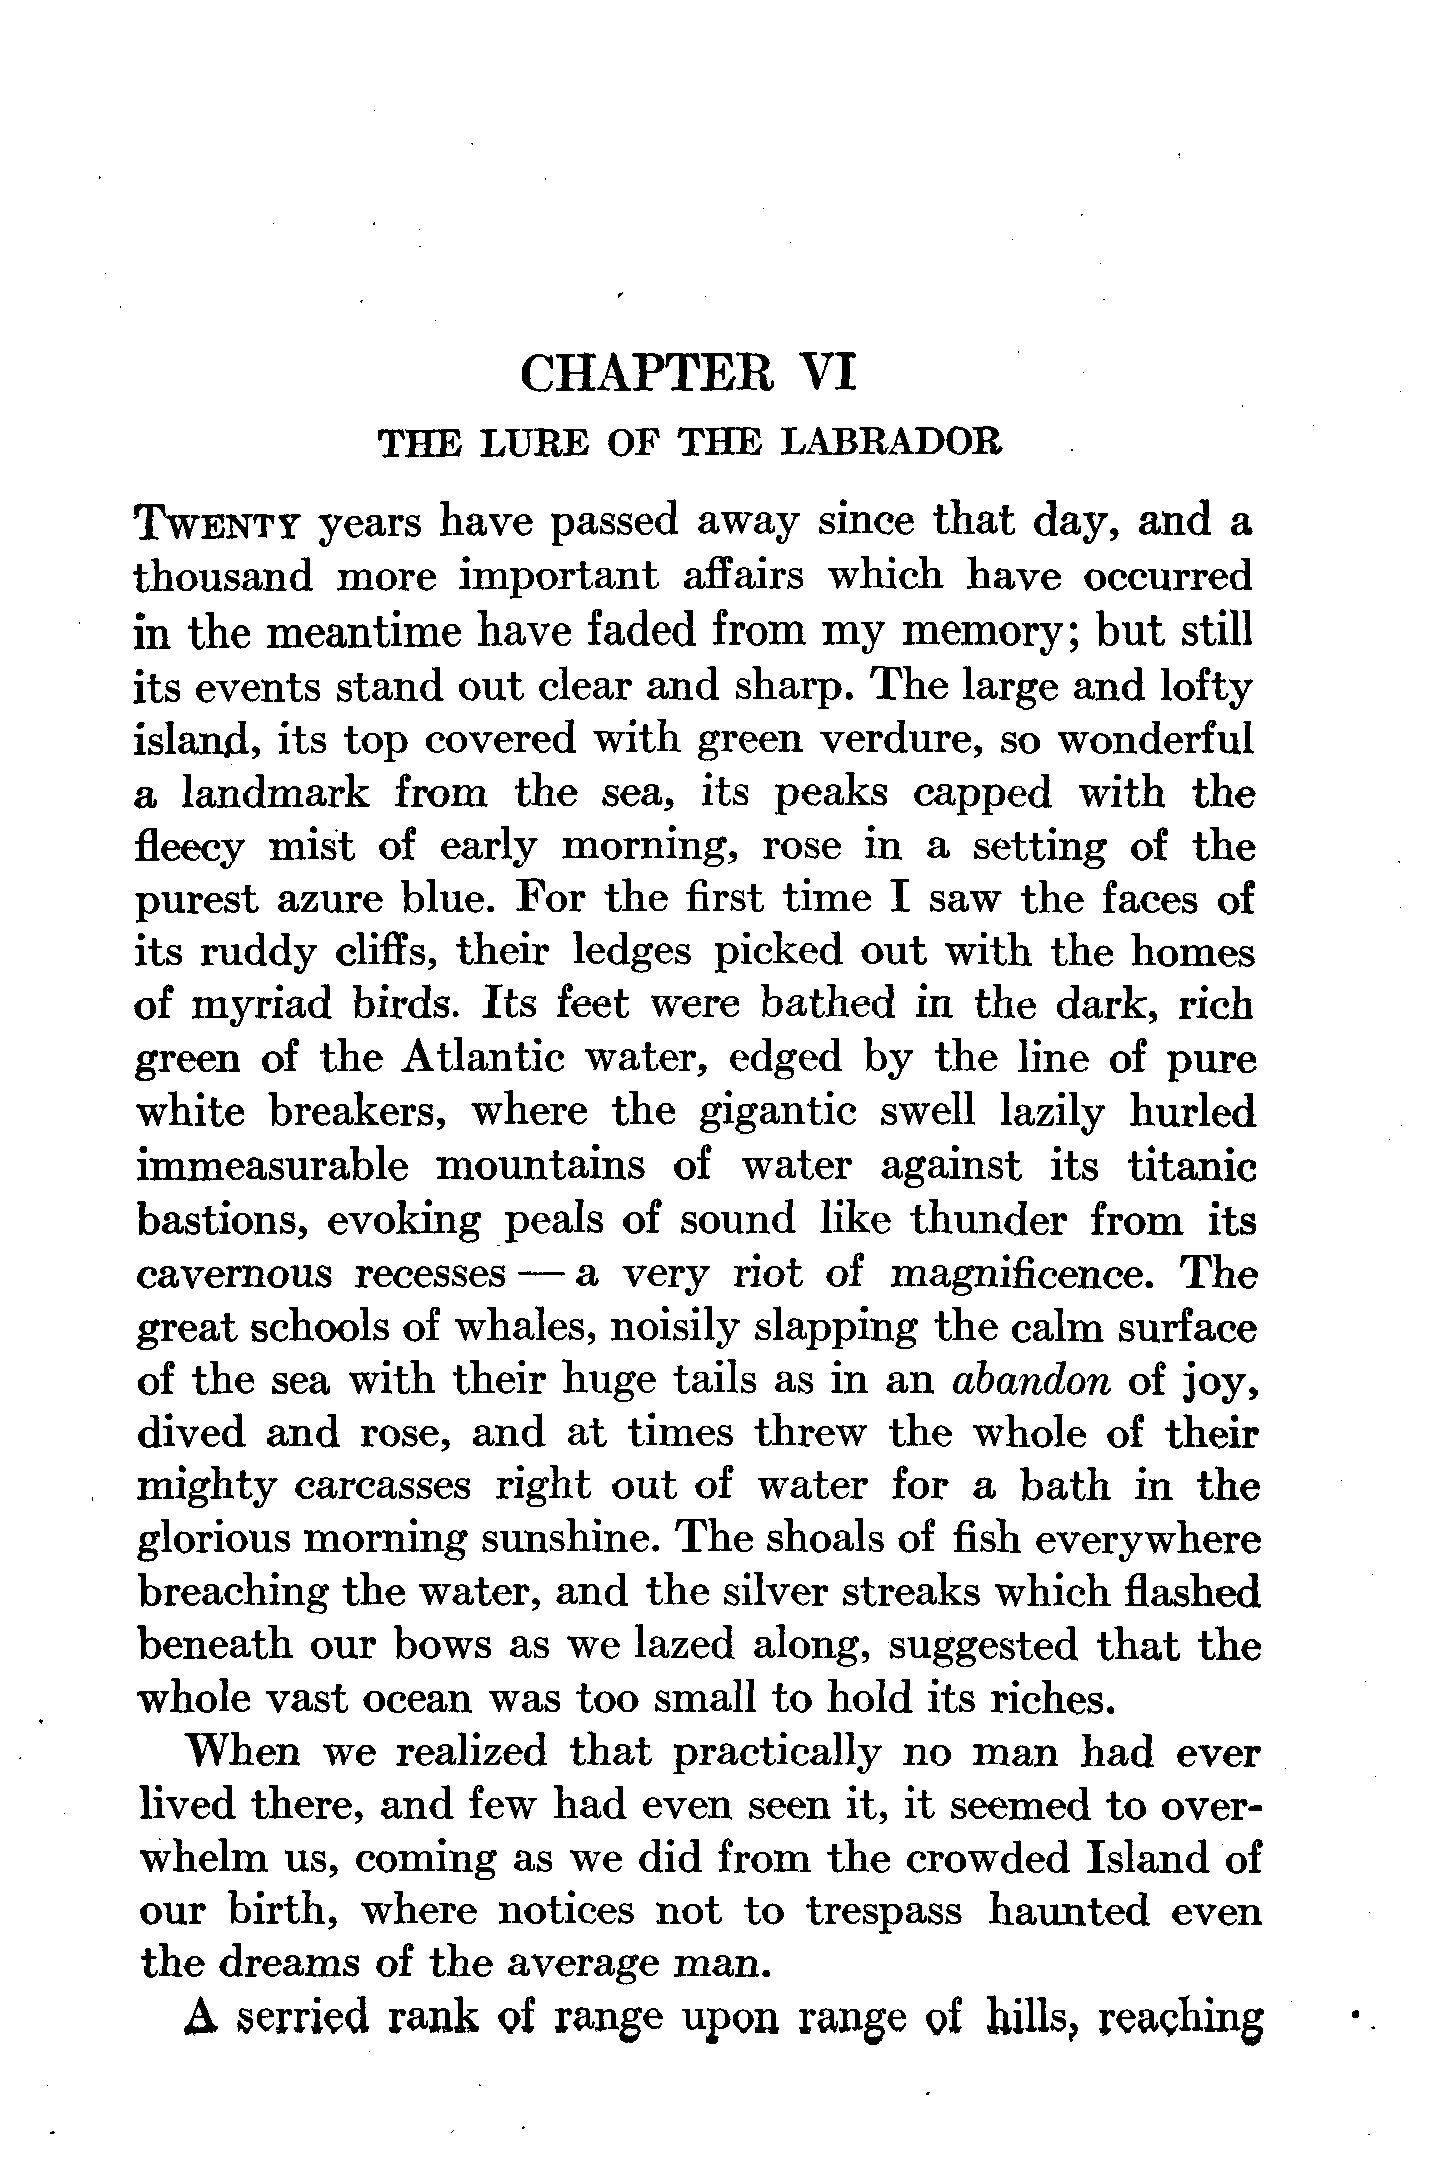 CHAPTER VI
THE LURE OF THE LABRADOR
TWENTY years have passed away since that day, and a
thousand more important affairs which have occurred
in the meantime have faded from my memory; but still
its events stand out clear and sharp. The large and lofty
island, its top covered with green verdure, so wonderful
a landmark from the sea, its peaks capped with the
fleecy mist of early morning, rose in a setting of the
purest azure blue. For the first time I saw the faces of
its ruddy cliffs, their ledges picked out with the homes
of myriad birds. Its feet were bathed in the dark, rich
green of the Atlantic water, edged by the line of pure
white breakers, where the gigantic swell lazily hurled
immeasurable mountains of water against its titanic
bastions, evoking peals of sound like thunder from its
cavernous recesses — a very riot of magnificence. The
great schools of whales, noisily slapping the calm surface
of the sea with their huge tails as in an abandon of joy,
dived and rose, and at times threw the whole of their
mighty carcasses right out of water for a bath in the
glorious morning sunshine. The shoals of fish everywhere
breaching the water, and the silver streaks which flashed
beneath our bows as we lazed along, suggested that the
whole vast ocean was too small to hold its riches.
When we realized that practically no man had ever
lived there, and few had even seen it, it seemed to over-
whelm us, coming as we did from the crowded Island of
our birth, where notices not to trespass haunted even
the dreams of the average man.
A serried rank of range upon range of hills, reaching